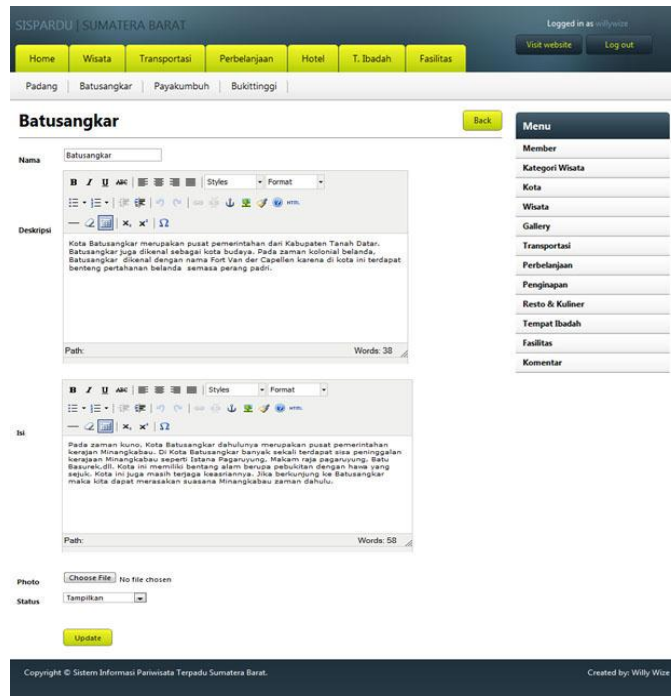 SISPARDU | SUMATERA BARAT
Logged in as willywize
Visit website Log out
Home Wisata Transportasi Perbelanjaan Hotel T. Ibadah Fasilitas
Padang Batusangkar Payakumbuh Bukittinggi
Batusangkar
Back
Nama Batusangkar
Deskripsi
B I U ABC Styles Format
HTML
x, x' Ω
Kota Batusangkar merupakan pusat pemerintahan dari Kabupaten Tanah Datar.
Batusangkar juga dikenal sebagai kota budaya. Pada zaman kolonial belanda,
Batusangkar dikenal dengan nama Fort Van der Capellen karena di kota ini terdapat
benteng pertahanan belanda semasa perang padri.
Path: Words: 38
Isi
B I U ABC Styles Format
HTML
x, x' Ω
Pada zaman kuno, Kota Batusangkar dahulunya merupakan pusat pemerintahan
kerajan Minangkabau. Di Kota Batusangkar banyak sekali terdapat sisa peninggalan
kerajaan Minangkabau seperti Istana Pagaruyung, Makam raja pagaruyung, Batu
Basurek,dll. Kota ini memiliki bentang alam berupa pebukitan dengan hawa yang
sejuk. Kota ini juga masih terjaga keasriannya. Jika berkunjung ke Batusangkar
maka kita dapat merasakan suasana Minangkabau zaman dahulu.
Path: Words: 58
Photo Choose File No file chosen
Status Tampilkan
Update
Menu
Member
Kategori Wisata
Kota
Wisata
Gallery
Transportasi
Perbelanjaan
Penginapan
Resto & Kuliner
Tempat Ibadah
Fasilitas
Komentar
Copyright © Sistem Informasi Pariwisata Terpadu Sumatera Barat.
Created by: Willy Wize